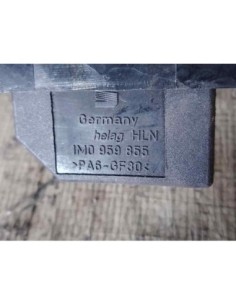 Germany
helag HLN
1M0 959 855
>PA6-GF30<